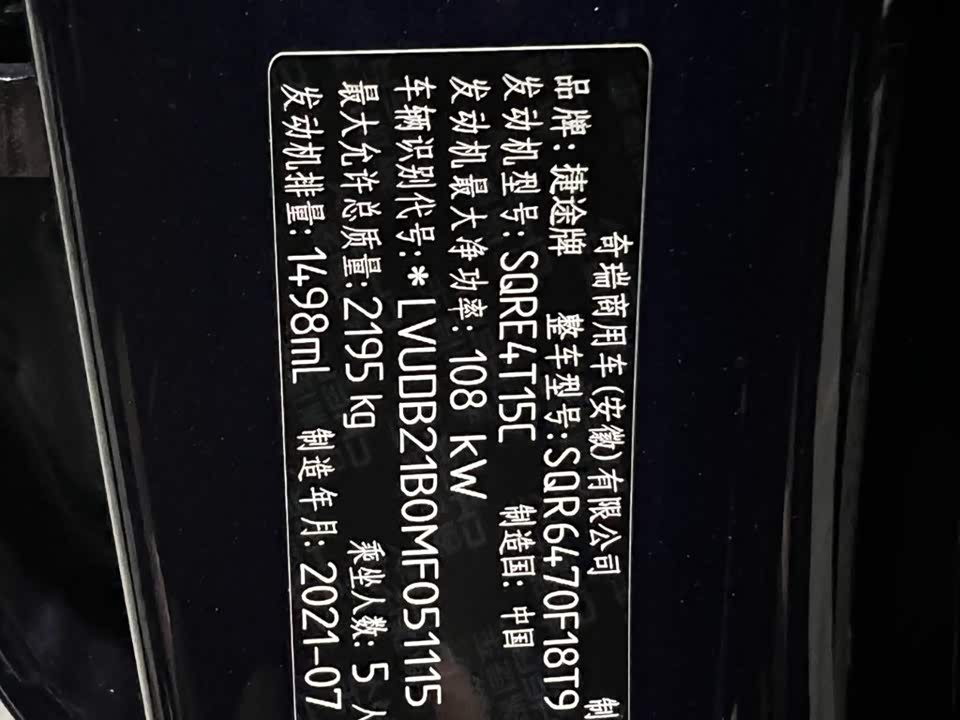 奇瑞商用车(安徽)有限公司 制
品牌: 捷途牌 整车型号:SQR6470F18T9
发动机型号: SQRE4T15C 制造国: 中国
发动机最大净功率: 108 kW
车辆识别代号:*LVUDB21B0MF051115
最大允许总质量:2195kg 乘坐人数: 5人
发动机排量: 1498mL 制造年月: 2021-07